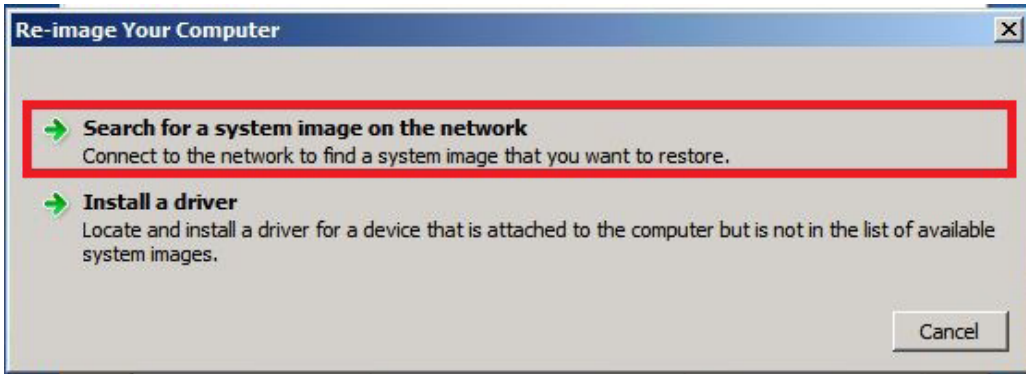 Re-image Your Computer
Search for a system image on the network
Connect to the network to find a system image that you want to restore.
Install a driver
Locate and install a driver for a device that is attached to the computer but is not in the list of available
system images.
Cancel